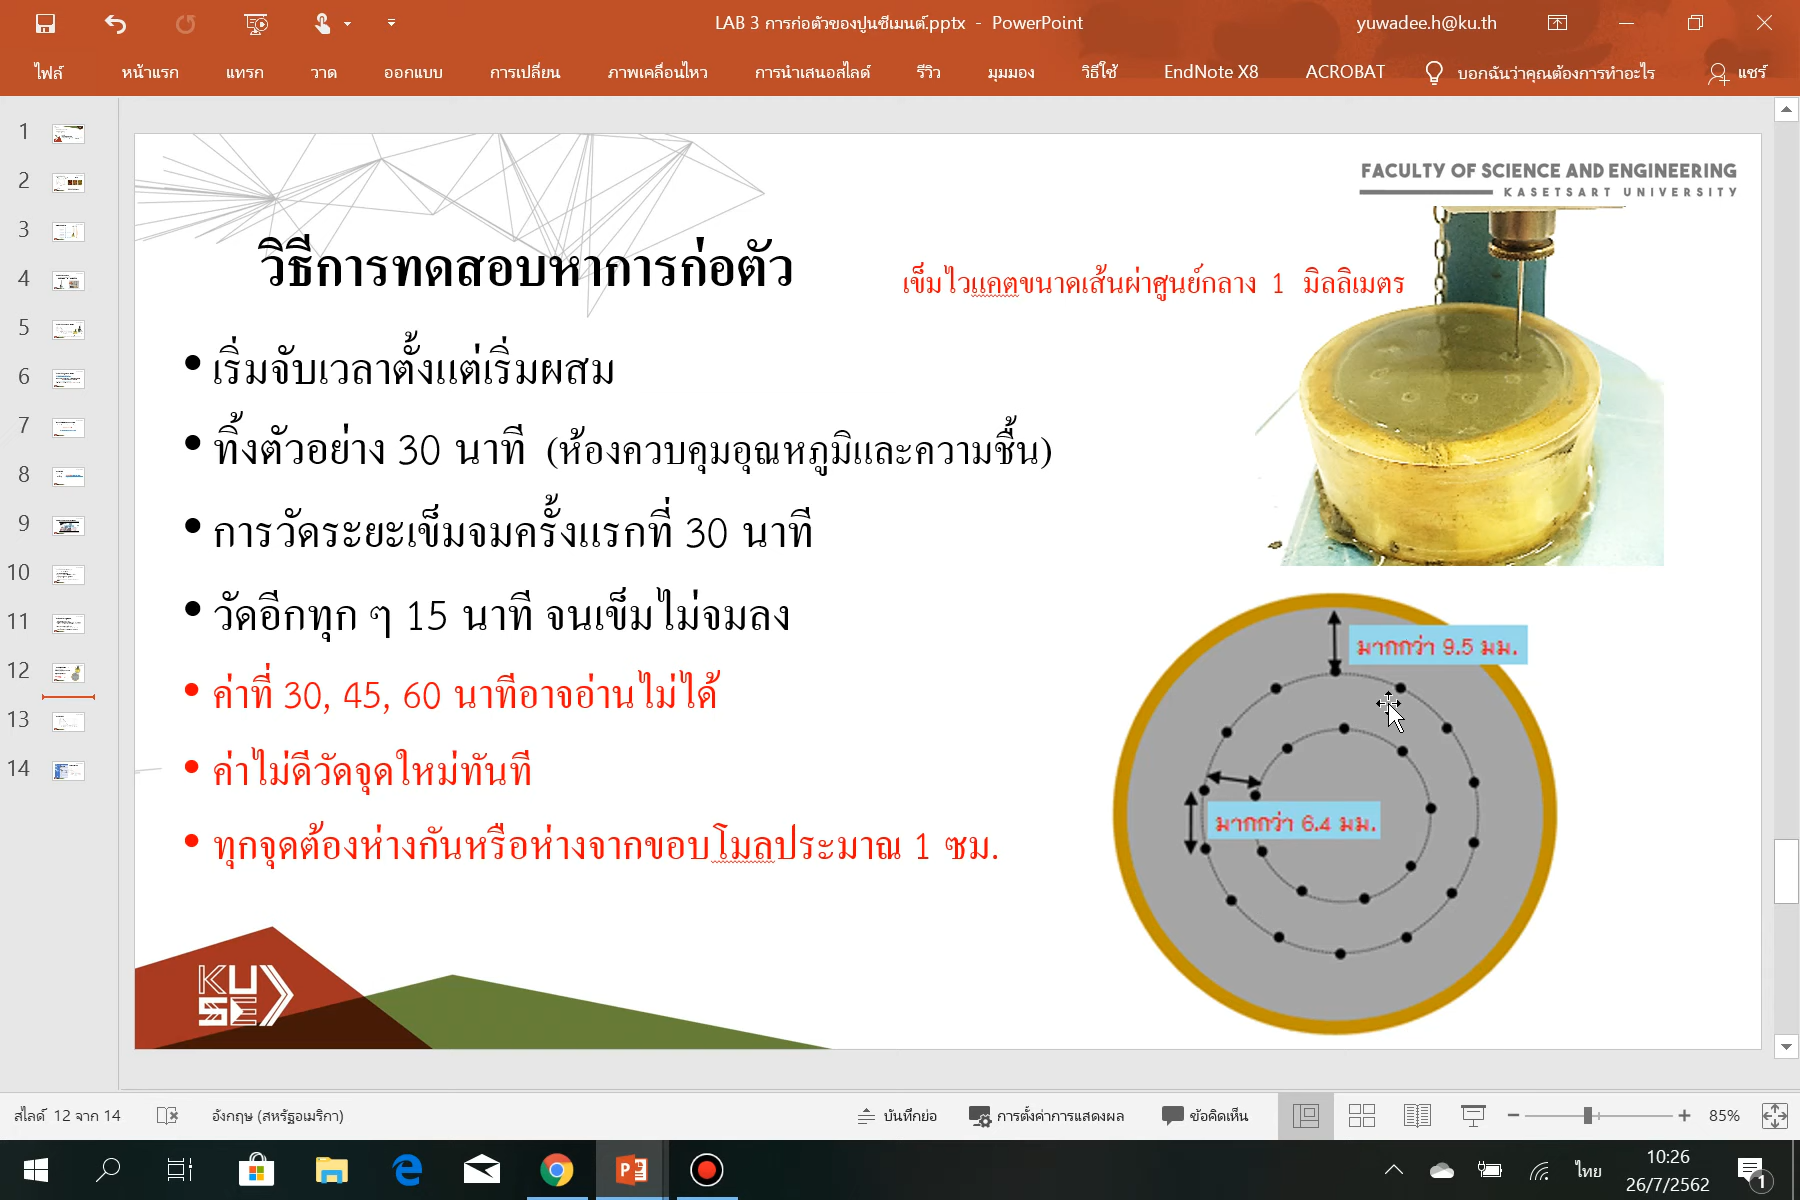 LAB 3 การก่อตัวของปูนซีเมนต์.pptx - PowerPoint
yuwadee.h@ku.th
ไฟล์ หน้าแรก แทรก วาด ออกแบบ การเปลี่ยน ภาพเคลื่อนไหว การนำเสนอสไลด์ รีวิว มุมมอง วิธีใช้ EndNote X8 ACROBAT บอกฉันว่าคุณต้องการทำอะไร แชร์
1
2
3
4
5
6
7
8
9
10
11
12
13
14
FACULTY OF SCIENCE AND ENGINEERING
KASETSART UNIVERSITY
วิธีการทดสอบหาการก่อตัว
เข็มไวแคตขนาดเส้นผ่าศูนย์กลาง 1 มิลลิเมตร
• เริ่มจับเวลาตั้งแต่เริ่มผสม
• ทิ้งตัวอย่าง 30 นาที (ห้องควบคุมอุณหภูมิและความชื้น)
• การวัดระยะเข็มจมครั้งแรกที่ 30 นาที
• วัดอีกทุก ๆ 15 นาที จนเข็มไม่จมลง
• ค่าที่ 30, 45, 60 นาทีอาจอ่านไม่ได้
• ค่าไม่ดีวัดจุดใหม่ทันที
• ทุกจุดต้องห่างกันหรือห่างจากขอบโมลประมาณ 1 ซม.
มากกว่า 9.5 มม.
มากกว่า 6.4 มม.
KU
SE
สไลด์ 12 จาก 14 อังกฤษ (สหรัฐอเมริกา) บันทึกย่อ การตั้งค่าการแสดงผล ข้อคิดเห็น 85%
ไทย
10:26
26/7/2562
1